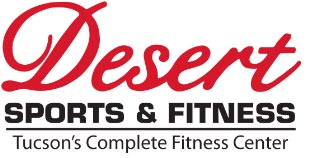 Desert
SPORTS & FITNESS
Tucson's Complete Fitness Center